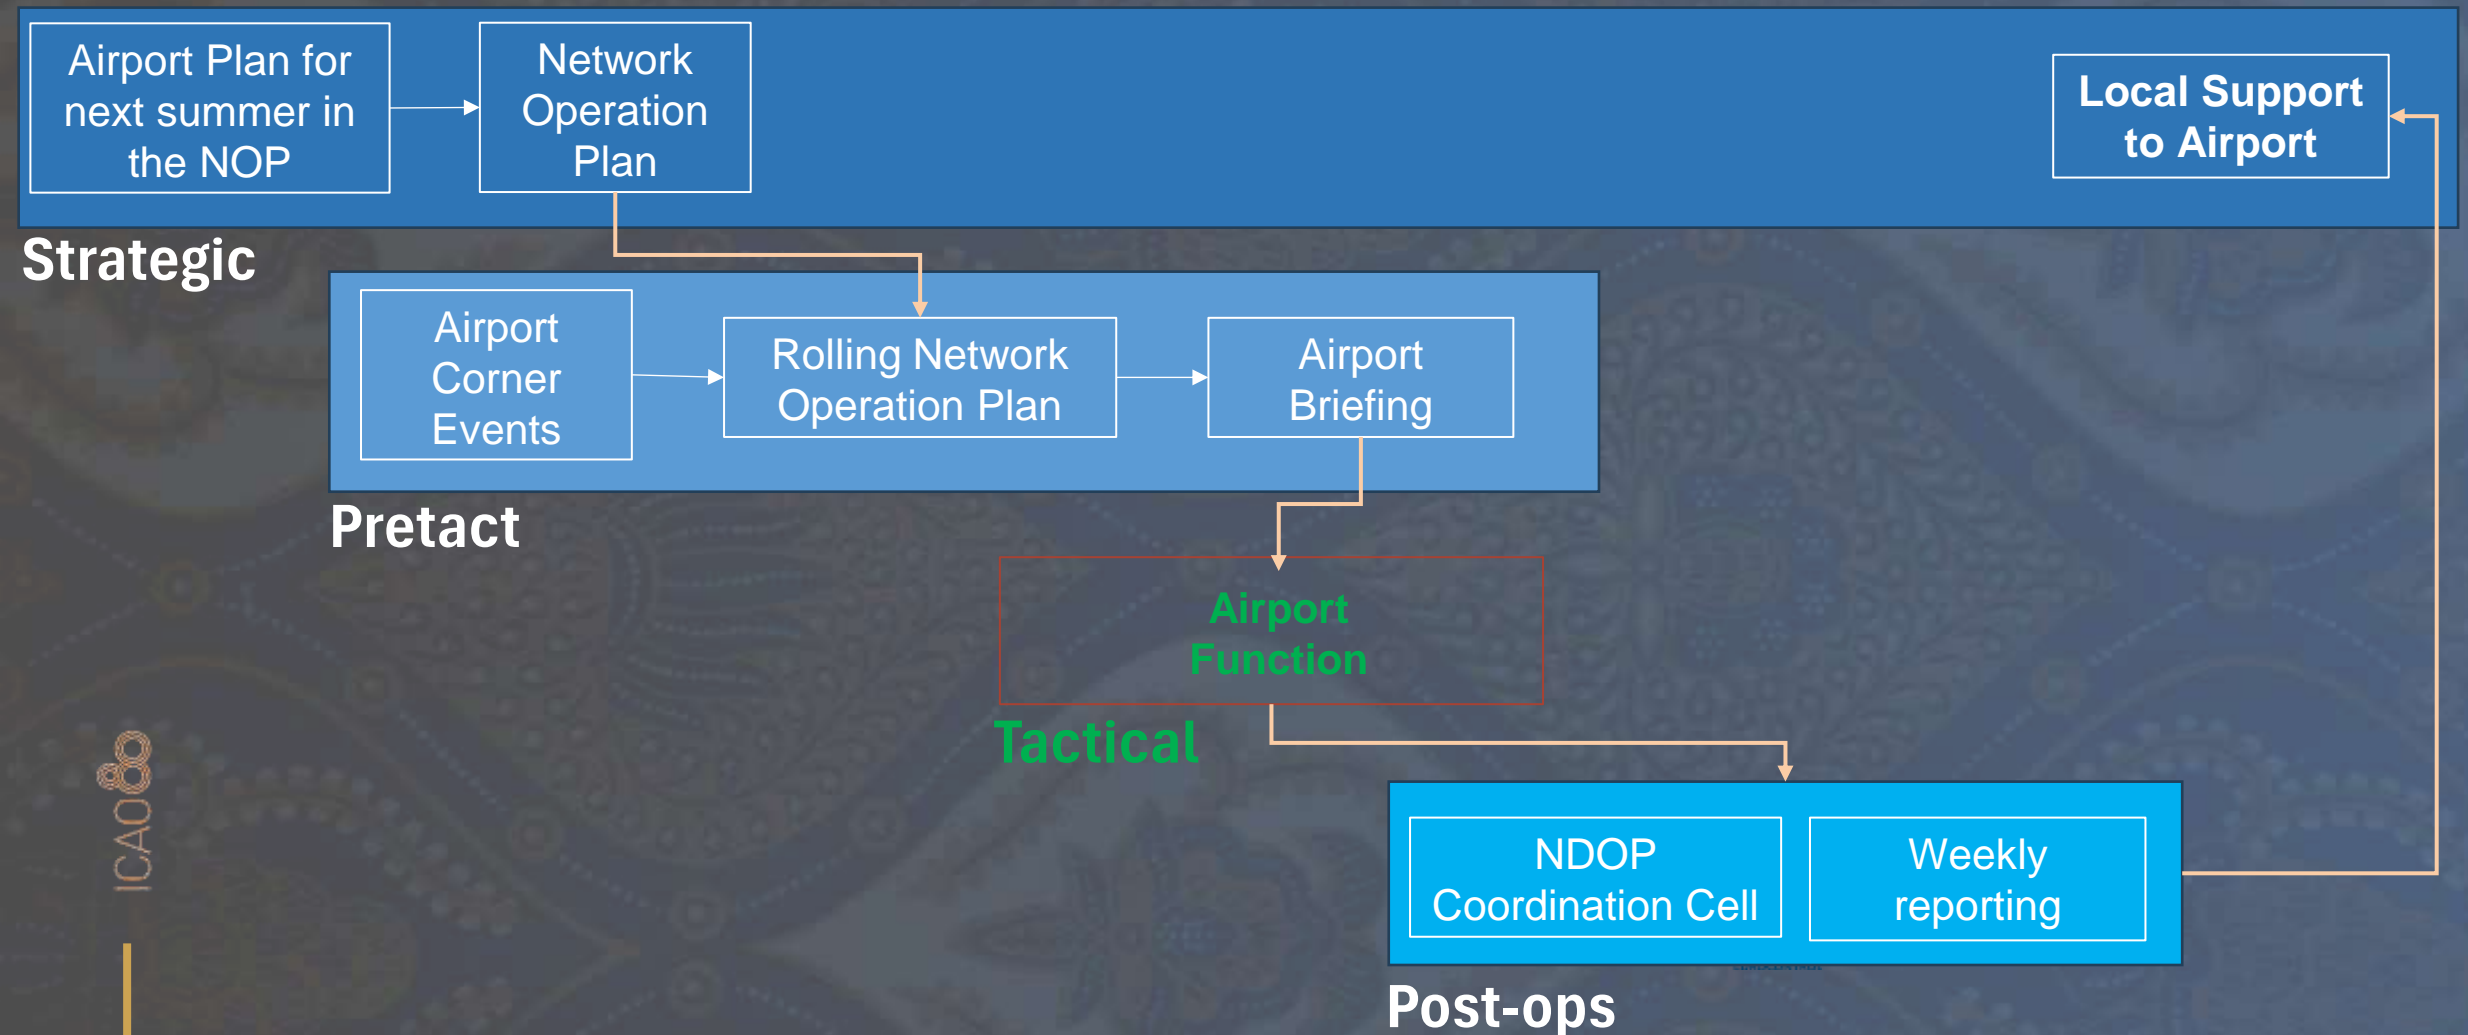 Airport Plan for
next summer in
the NOP
Network
Operation
Plan
Local Support
to Airport
Strategic
Airport
Corner
Events
Rolling Network
Operation Plan
Airport
Briefing
Pretact
Airport
Function
Tactical
NDOP
Coordination Cell
Weekly
reporting
Post-ops
ICAO